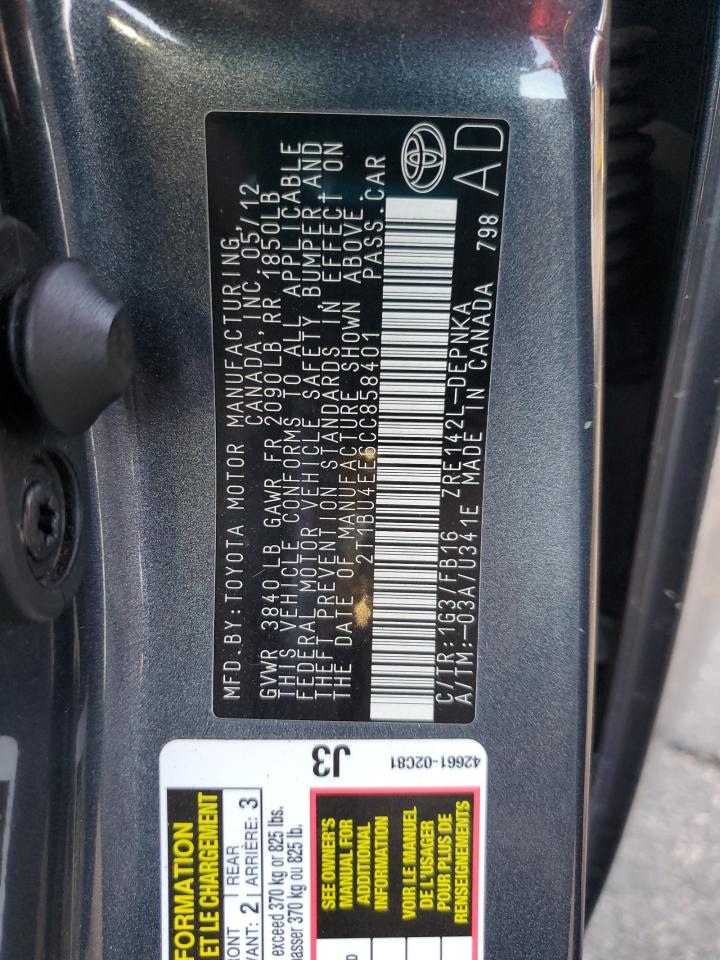 MFD.BY:TOYOTA MOTOR MANUFACTURING,
CANADA, INC. 05/12
GVWR 3840 LB GAWR FR 2090LB RR 1850LB
THIS VEHICLE CONFORMS TO ALL APPLICABLE
FEDERAL MOTOR VEHICLE SAFETY, BUMPER, AND
THEFT PREVENTION STANDARDS IN EFFECT ON
THE DATE OF MANUFACTURE SHOWN ABOVE.
2T1BU4EE6CC858401 PASS.CAR
C/TR:1G3/FB16 ZRE142L-DEPNKA
A/TM:-03A/U341E MADE IN CANADA 798
AD
TOYOTA
J3
42661-02C81
FORMATION
ET LE CHARGEMENT
RONT | REAR
VANT: 2 | ARRIÈRE: 3
exceed 370 kg or 825 lbs.
passer 370 kg ou 825 lb.
SEE OWNER'S
MANUAL FOR
ADDITIONAL
INFORMATION
VOIR LE MANUEL
DE L'USAGER
POUR PLUS DE
RENSEIGNEMENTS